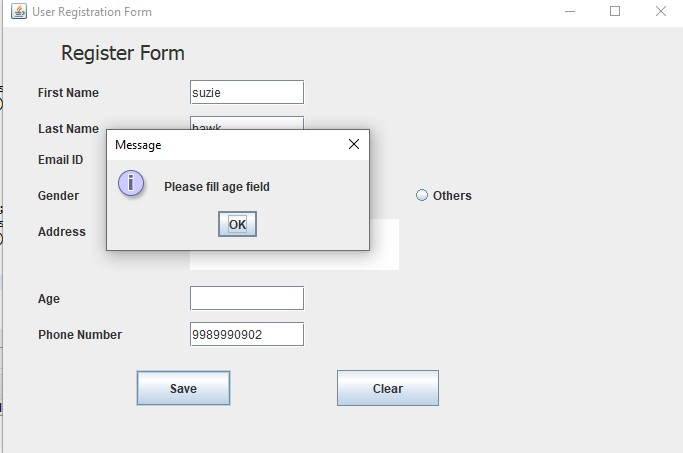 User Registration Form
Register Form
First Name suzie
Last Name hawk
Message
Email ID
Please fill age field
Gender Others
OK
Address
Age
Phone Number 9989990902
Save Clear